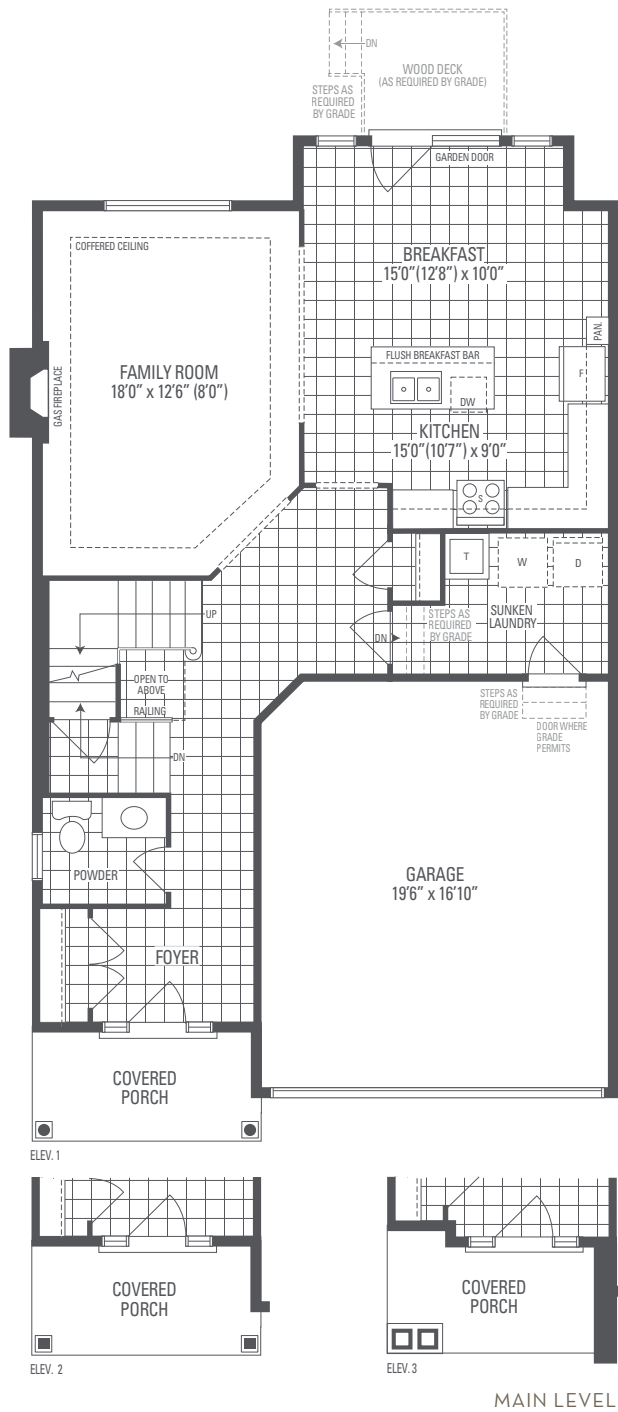 DN
WOOD DECK
(AS REQUIRED BY GRADE)
STEPS AS
REQUIRED
BY GRADE
GARDEN DOOR
COFFERED CEILING
BREAKFAST
15'0"(12'8") x 10'0"
PAN.
FLUSH BREAKFAST BAR
F
DW
GAS FIREPLACE
FAMILY ROOM
18'0" x 12'6" (8'0")
KITCHEN
15'0"(10'7") x 9'0"
S
T
W
D
SUNKEN
LAUNDRY
STEPS AS
REQUIRED
BY GRADE
DN
UP
OPEN TO
ABOVE
RAILING
DN
STEPS AS
REQUIRED
BY GRADE
DOOR WHERE
GRADE
PERMITS
POWDER
GARAGE
19'6" x 16'10"
FOYER
COVERED
PORCH
ELEV. 1
COVERED
PORCH
ELEV. 2
COVERED
PORCH
ELEV. 3
MAIN LEVEL